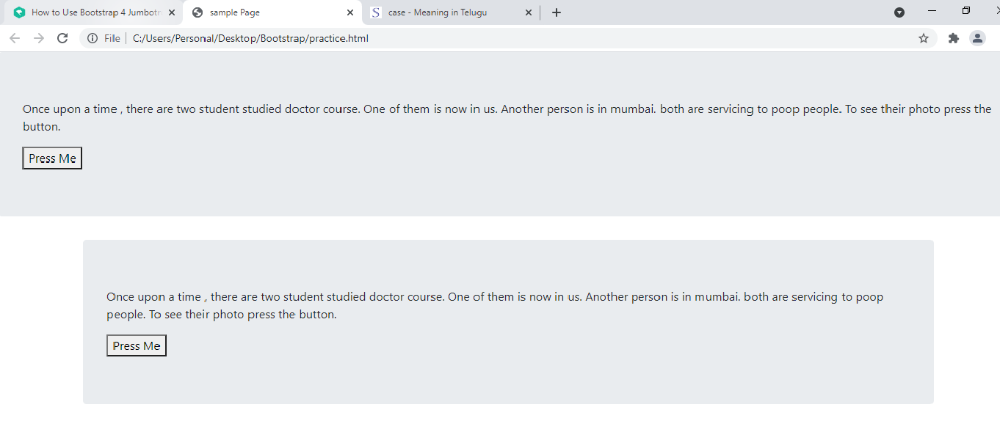 How to Use Bootstrap 4 Jumbotr
sample Page
case - Meaning in Telugu
File
C:/Users/Personal/Desktop/Bootstrap/practice.html
Once upon a time , there are two student studied doctor course. One of them is now in us. Another person is in mumbai. both are servicing to poop people. To see their photo press the
button.
Press Me
Once upon a time , there are two student studied doctor course. One of them is now in us. Another person is in mumbai. both are servicing to poop
people. To see their photo press the button.
Press Me